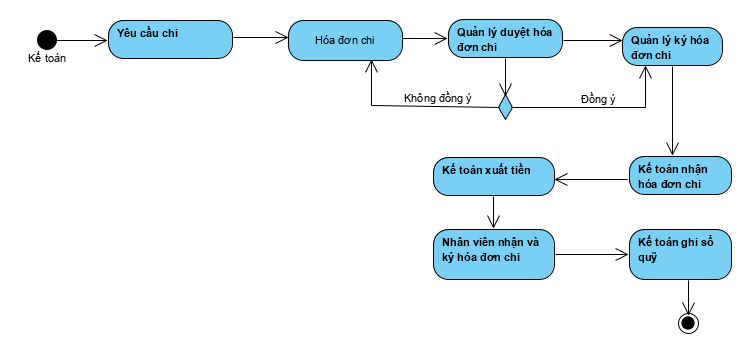 Kế toán
Yêu cầu chi
Hóa đơn chi
Quản lý duyệt hóa
đơn chi
Quản lý ký hóa
đơn chi
Không đồng ý
Đồng ý
Kế toán xuất tiền
Kế toán nhận
hóa đơn chi
Nhân viên nhận và
ký hóa đơn chi
Kế toán ghi sổ
quỹ